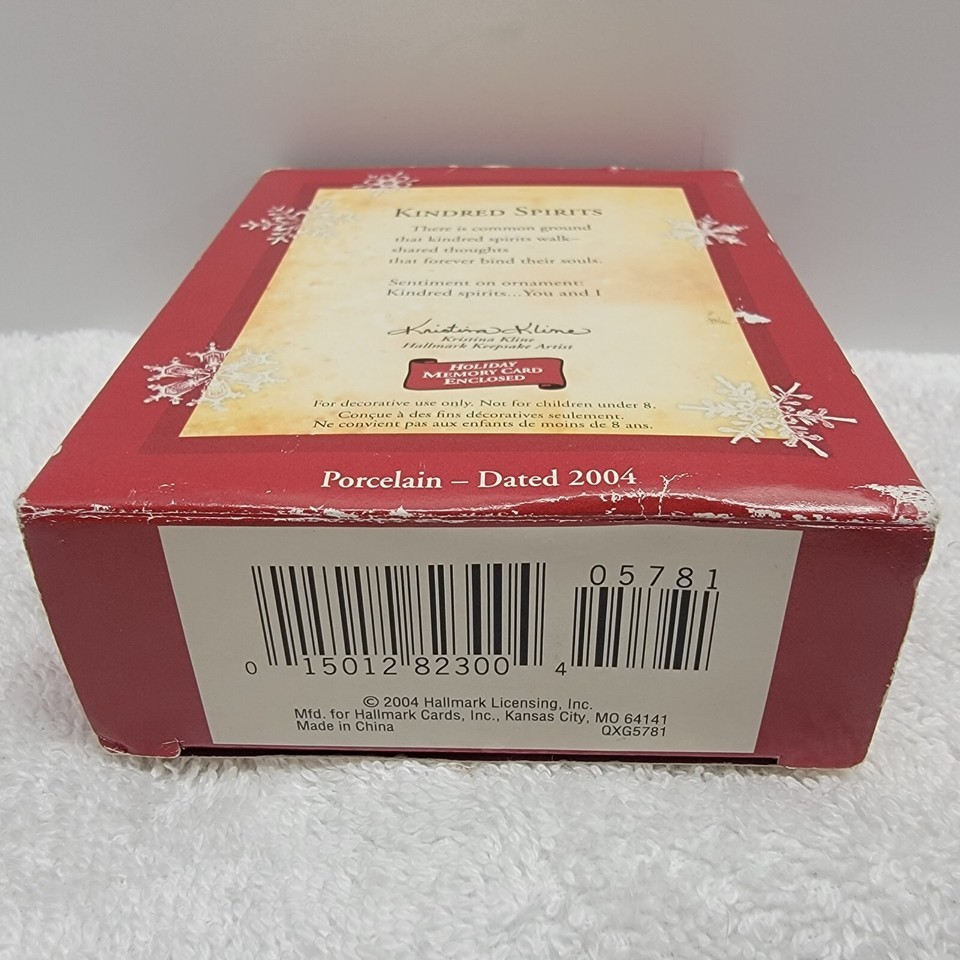 KINDRED SPIRITS
There is common ground
that kindred spirits walk–
shared thoughts
that forever bind their souls.
Sentiment on ornament:
Kindred spirits...You and I
Kristina Kline
Kristina Kline
Hallmark Keepsake Artist
HOLIDAY
MEMORY CARD
ENCLOSED
For decorative use only. Not for children under 8.
Conçue à des fins décoratives seulement.
Ne convient pas aux enfants de moins de 8 ans.
Porcelain – Dated 2004
05781
0 15012 82300 4
© 2004 Hallmark Licensing, Inc.
Mfd. for Hallmark Cards, Inc., Kansas City, MO 64141
Made in China QXG5781